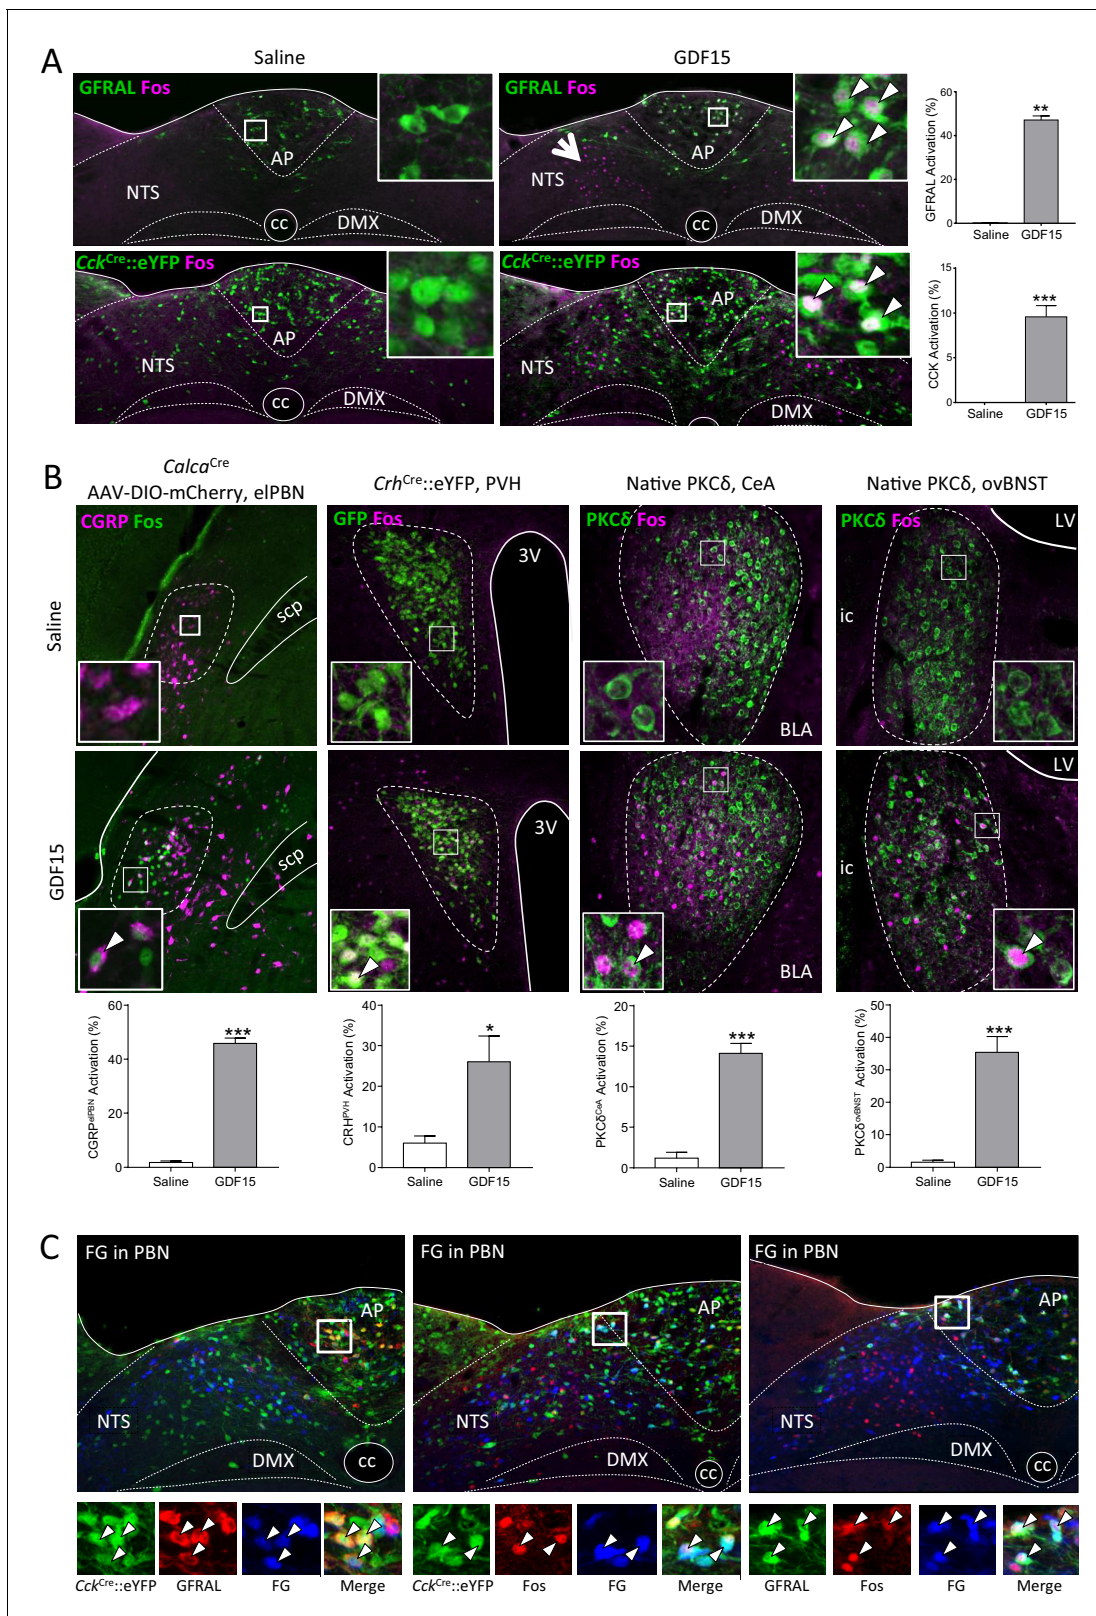 A
Saline
GDF15
GFRAL Fos
AP
NTS
cc
DMX
GFRAL Fos
AP
NTS
cc
DMX
GFRAL Activation (%)
60
40
20
0
**
Saline
GDF15
CckCre::eYFP Fos
AP
NTS
cc
DMX
CckCre::eYFP Fos
AP
NTS
DMX
CCK Activation (%)
15
10
5
0
***
Saline
GDF15
B
CalcaCre
AAV-DIO-mCherry, elPBN
CrhCre::eYFP, PVH
Native PKCδ, CeA
Native PKCδ, ovBNST
Saline
CGRP Fos
scp
GFP Fos
3V
PKCδ Fos
BLA
PKCδ Fos
LV
ic
GDF15
scp
3V
BLA
LV
ic
CGRPelPBN Activation (%)
60
40
20
0
***
Saline
GDF15
CRHPVH Activation (%)
40
30
20
10
0
*
Saline
GDF15
PKCδCeA Activation (%)
15
10
5
0
***
Saline
GDF15
PKCδovBNST Activation (%)
50
40
30
20
10
0
***
Saline
GDF15
C
FG in PBN
AP
NTS
DMX
cc
FG in PBN
AP
NTS
DMX
cc
FG in PBN
AP
NTS
DMX
cc
CckCre::eYFP
GFRAL
FG
Merge
CckCre::eYFP
Fos
FG
Merge
GFRAL
Fos
FG
Merge